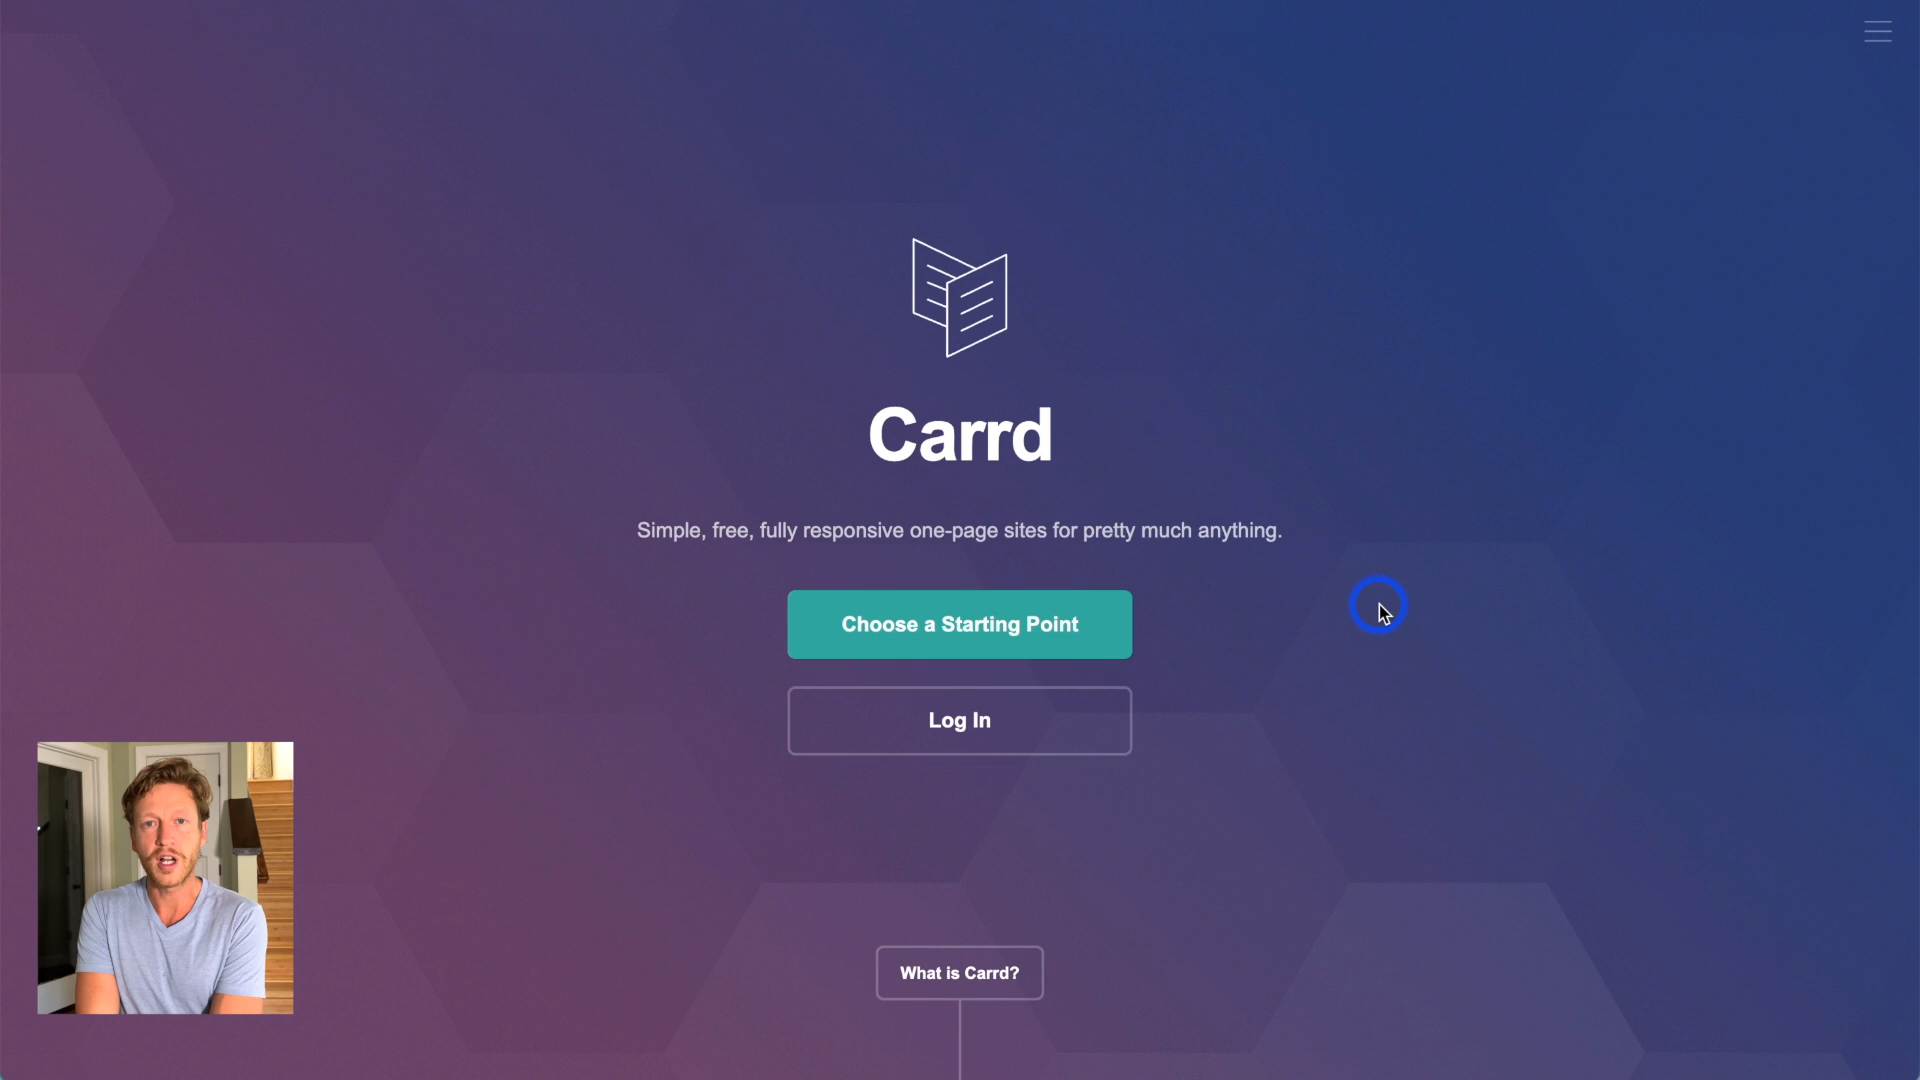 Carrd
Simple, free, fully responsive one-page sites for pretty much anything.
Choose a Starting Point
Log In
What is Carrd?